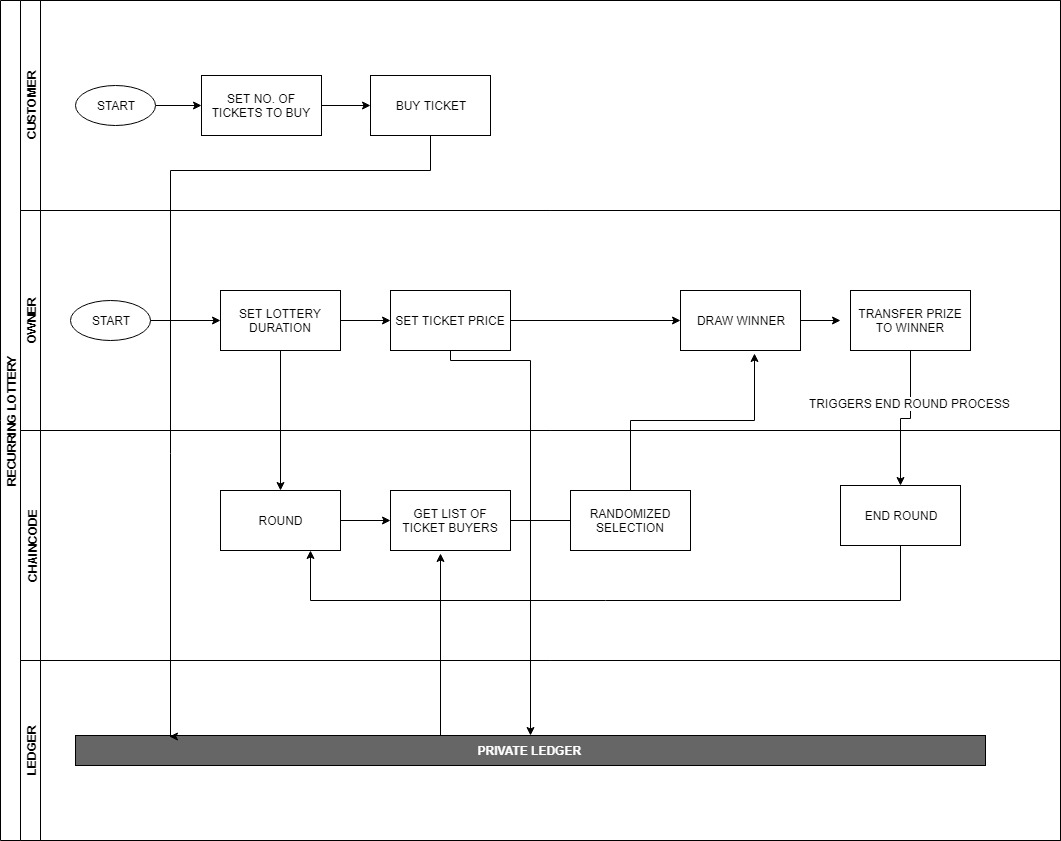 RECURRING LOTTERY
CUSTOMER
START
SET NO. OF
TICKETS TO BUY
BUY TICKET
OWNER
START
SET LOTTERY
DURATION
SET TICKET PRICE
DRAW WINNER
TRANSFER PRIZE
TO WINNER
TRIGGERS END ROUND PROCESS
CHAINCODE
ROUND
GET LIST OF
TICKET BUYERS
RANDOMIZED
SELECTION
END ROUND
LEDGER
PRIVATE LEDGER